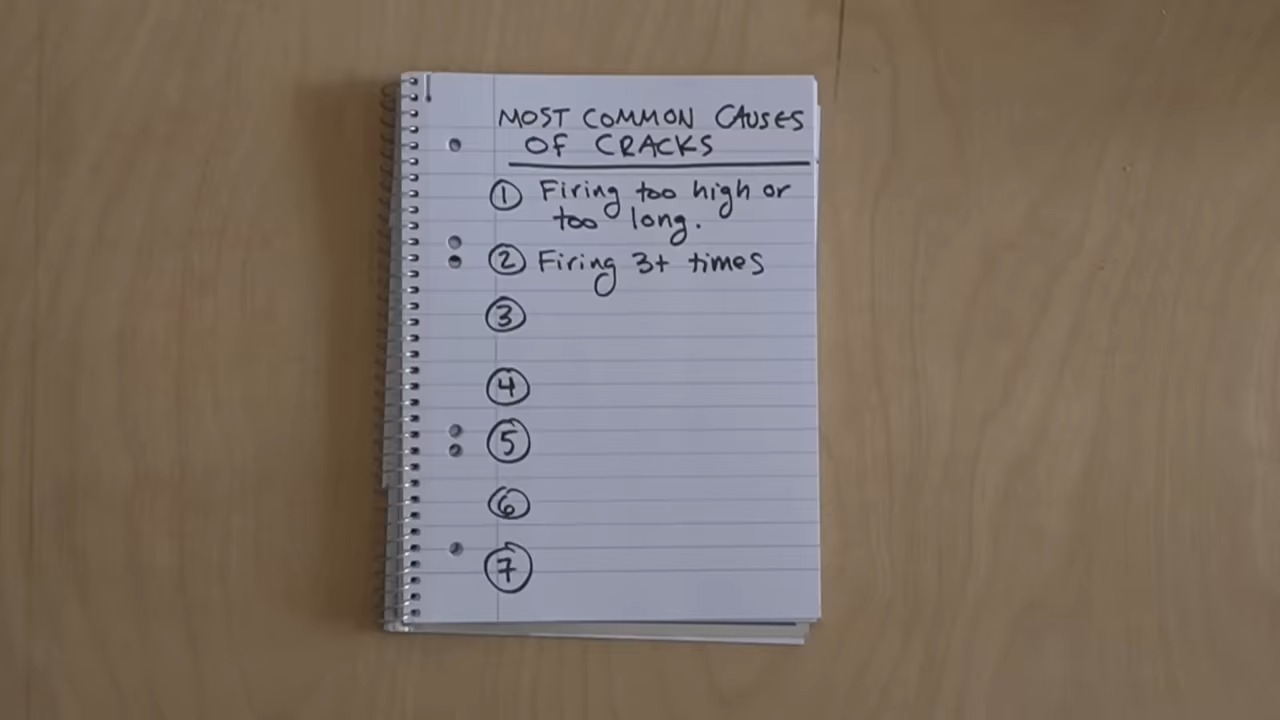 MOST COMMON CAUSES
OF CRACKS
1 Firing too high or
too long.
2 Firing 3+ times
3
4
5
6
7